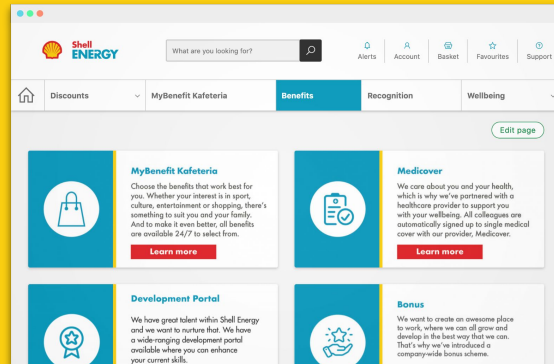 Shell
ENERGY
What are you looking for?
Alerts
Account
Basket
Favourites
Support
Discounts
MyBenefit Kafeteria
Benefits
Recognition
Wellbeing
Edit page
MyBenefit Kafeteria
Choose the benefits that work best for
you. Whether your interest is in sport,
culture, entertainment or shopping, there's
something to suit you and your family.
And to make it even better, all benefits
are available 24/7 to select from.
Learn more
Medicover
We care about you and your health,
which is why we've partnered with a
healthcare provider to support you
with your wellbeing. All colleagues are
automatically signed up to single medical
cover with our provider, Medicover.
Learn more
Development Portal
We have great talent within Shell Energy
and we want to nurture that. We have
a wide-ranging development portal
available where you can enhance
your current skills.
Bonus
We want to create an awesome place
to work, where we can all grow and
develop in the best way that we can.
That's why we've introduced a
company-wide bonus scheme.